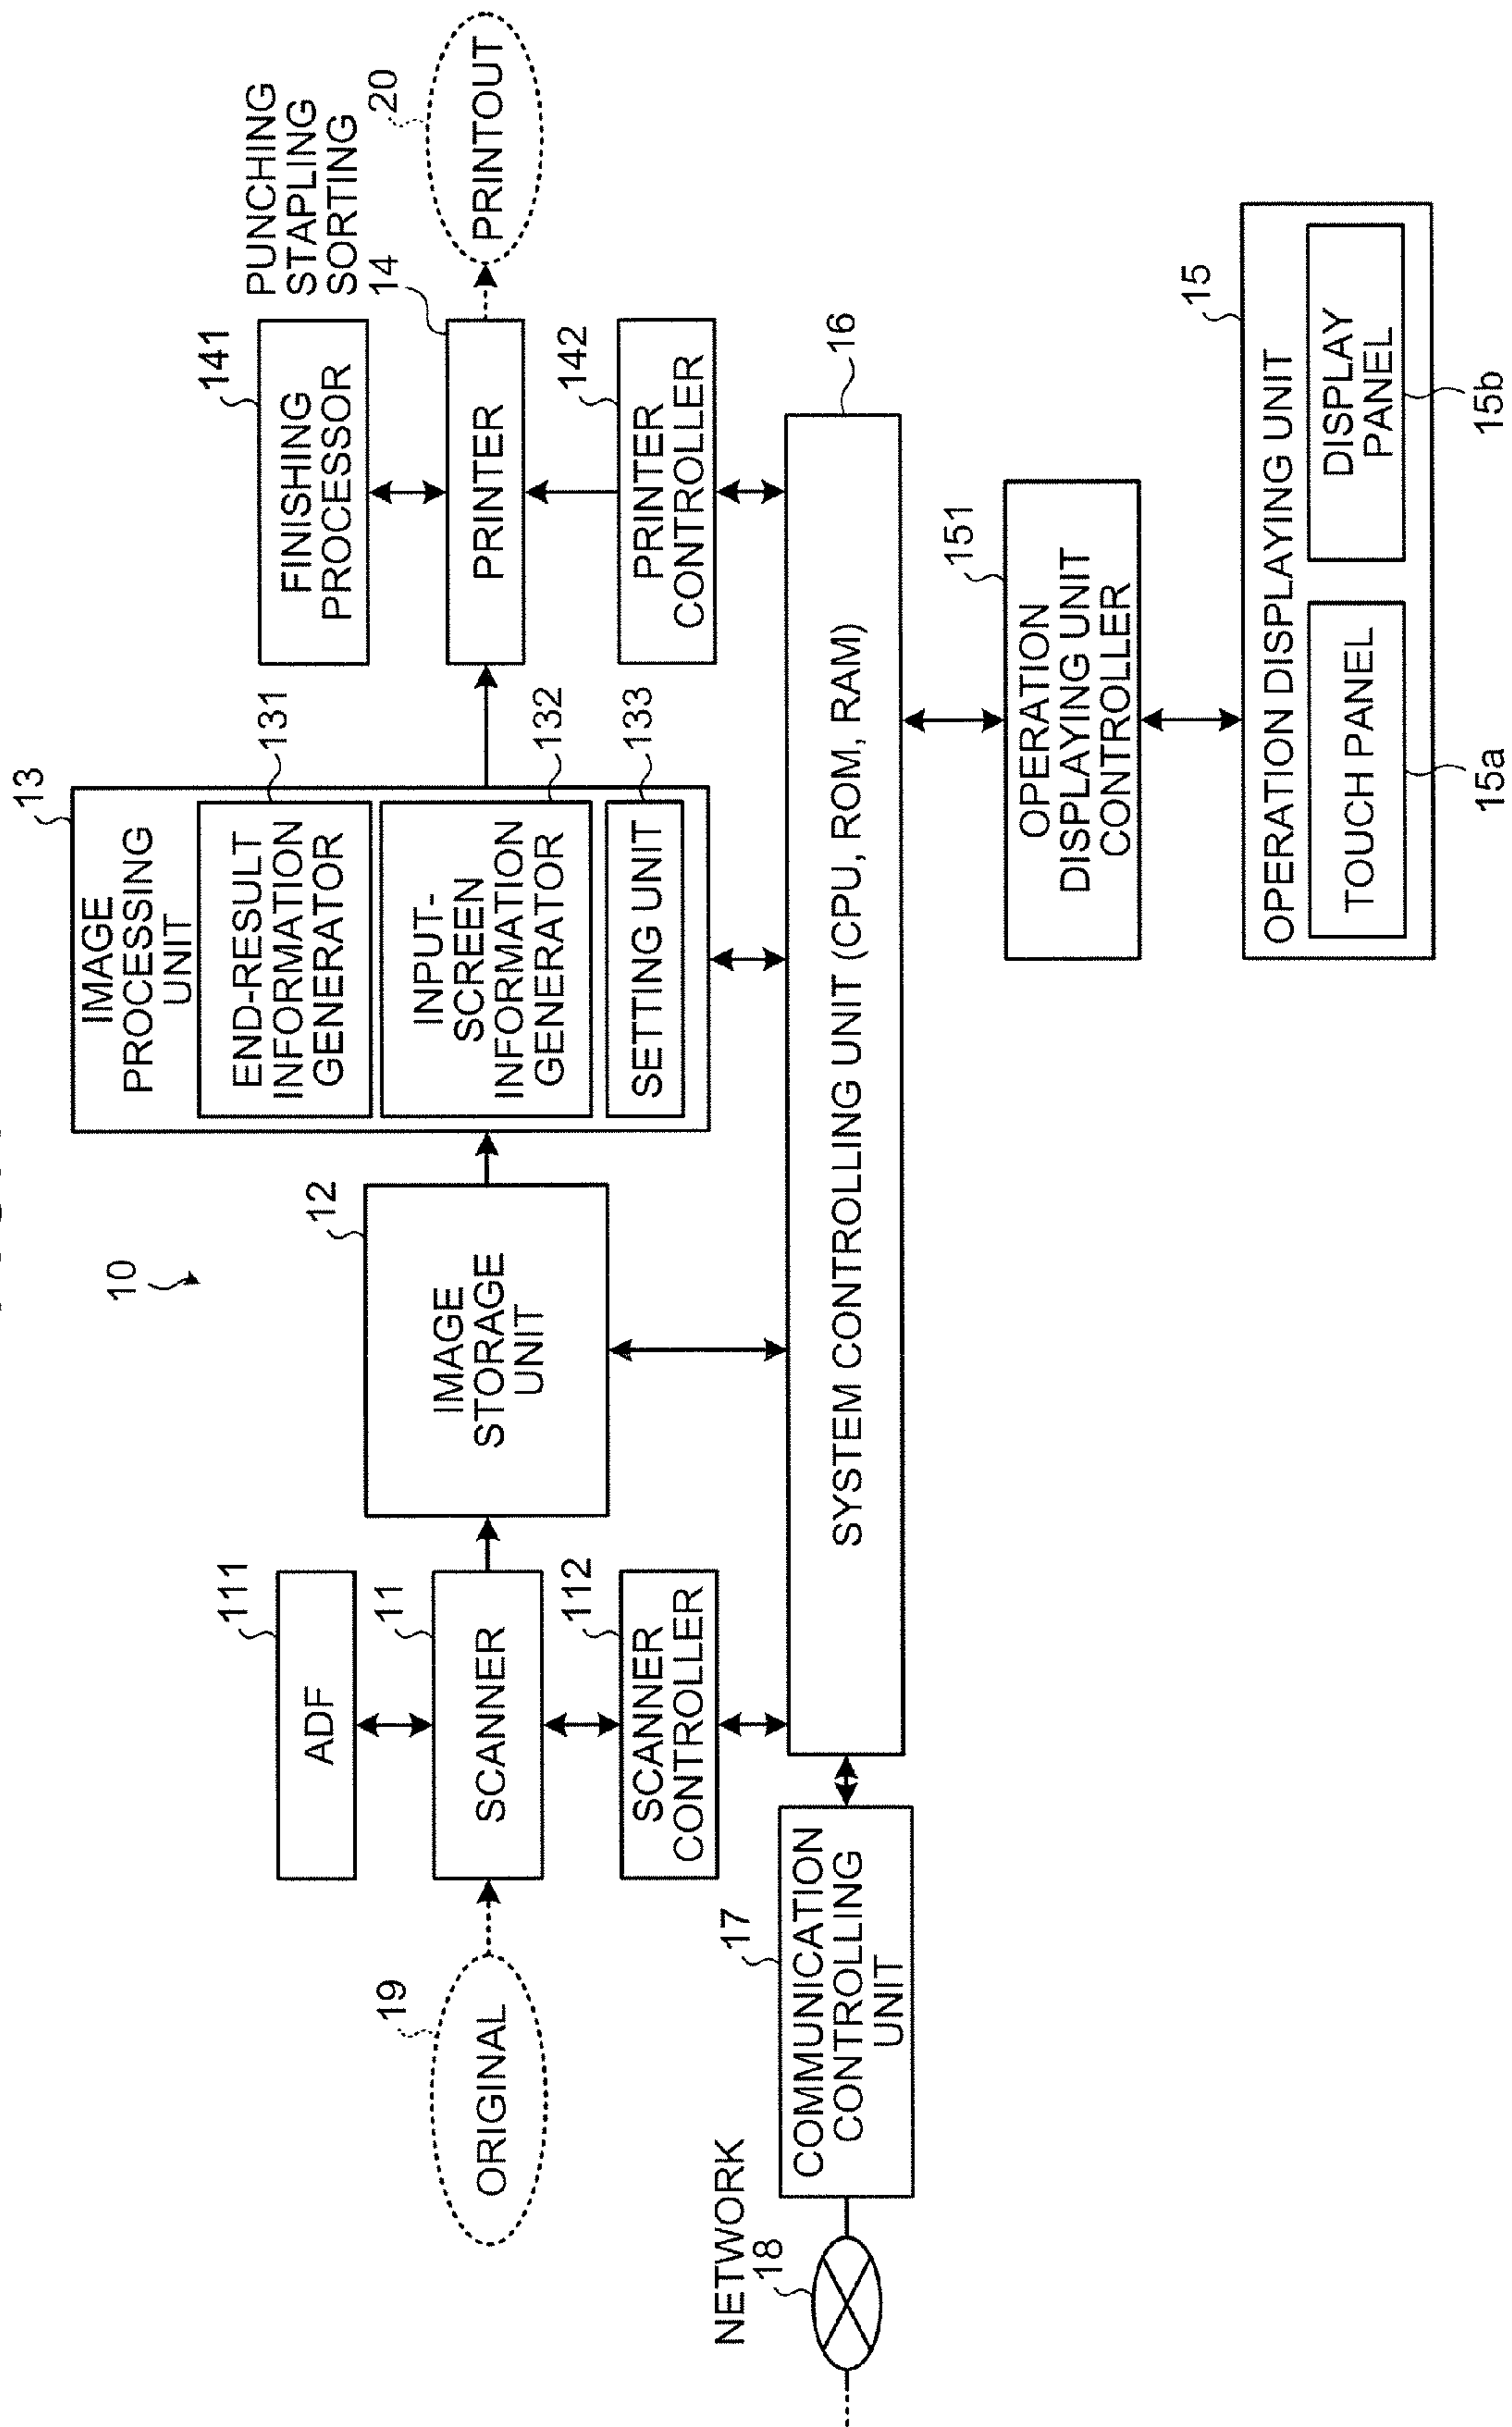 10
19
ORIGINAL
111
ADF
11
SCANNER
112
SCANNER
CONTROLLER
12
IMAGE
STORAGE
UNIT
13
IMAGE
PROCESSING
UNIT
END-RESULT
INFORMATION
GENERATOR
131
INPUT-
SCREEN
INFORMATION
GENERATOR
132
SETTING UNIT
133
141
FINISHING
PROCESSOR
PUNCHING
STAPLING
SORTING
14
PRINTER
142
PRINTER
CONTROLLER
20
PRINTOUT
NETWORK
18
17
COMMUNICATION
CONTROLLING
UNIT
16
SYSTEM CONTROLLING UNIT (CPU, ROM, RAM)
151
OPERATION
DISPLAYING UNIT
CONTROLLER
15
OPERATION DISPLAYING UNIT
TOUCH PANEL
DISPLAY
PANEL
15a
15b